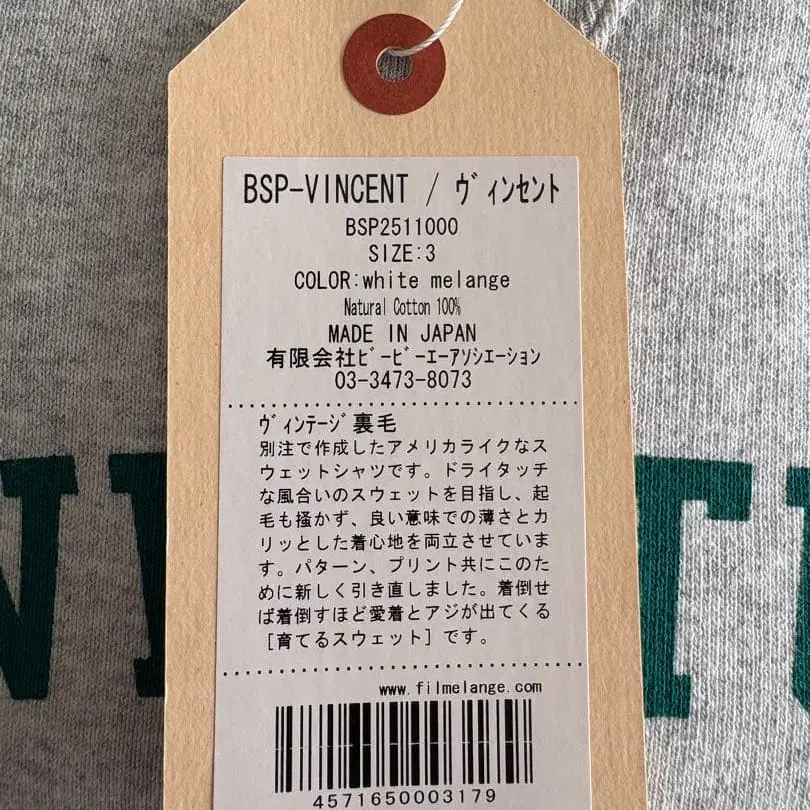 BSP-VINCENT / ヴィンセント
BSP2511000
SIZE:3
COLOR:white melange
Natural Cotton 100%
MADE IN JAPAN
有限会社ビービーエーアソシエーション
03-3473-8073
ヴィンテージ裏毛
別注で作成したアメリカライクなス
ウェットシャツです。ドライタッチ
な風合いのスウェットを目指し、起
毛も掻かず、良い意味での薄さとカ
リッとした着心地を両立させていま
す。パターン、プリント共にこのた
めに新しく引き直しました。着倒せ
ば着倒すほど愛着とアジが出てくる
［育てるスウェット］です。
www.filmelange.com
4571650003179